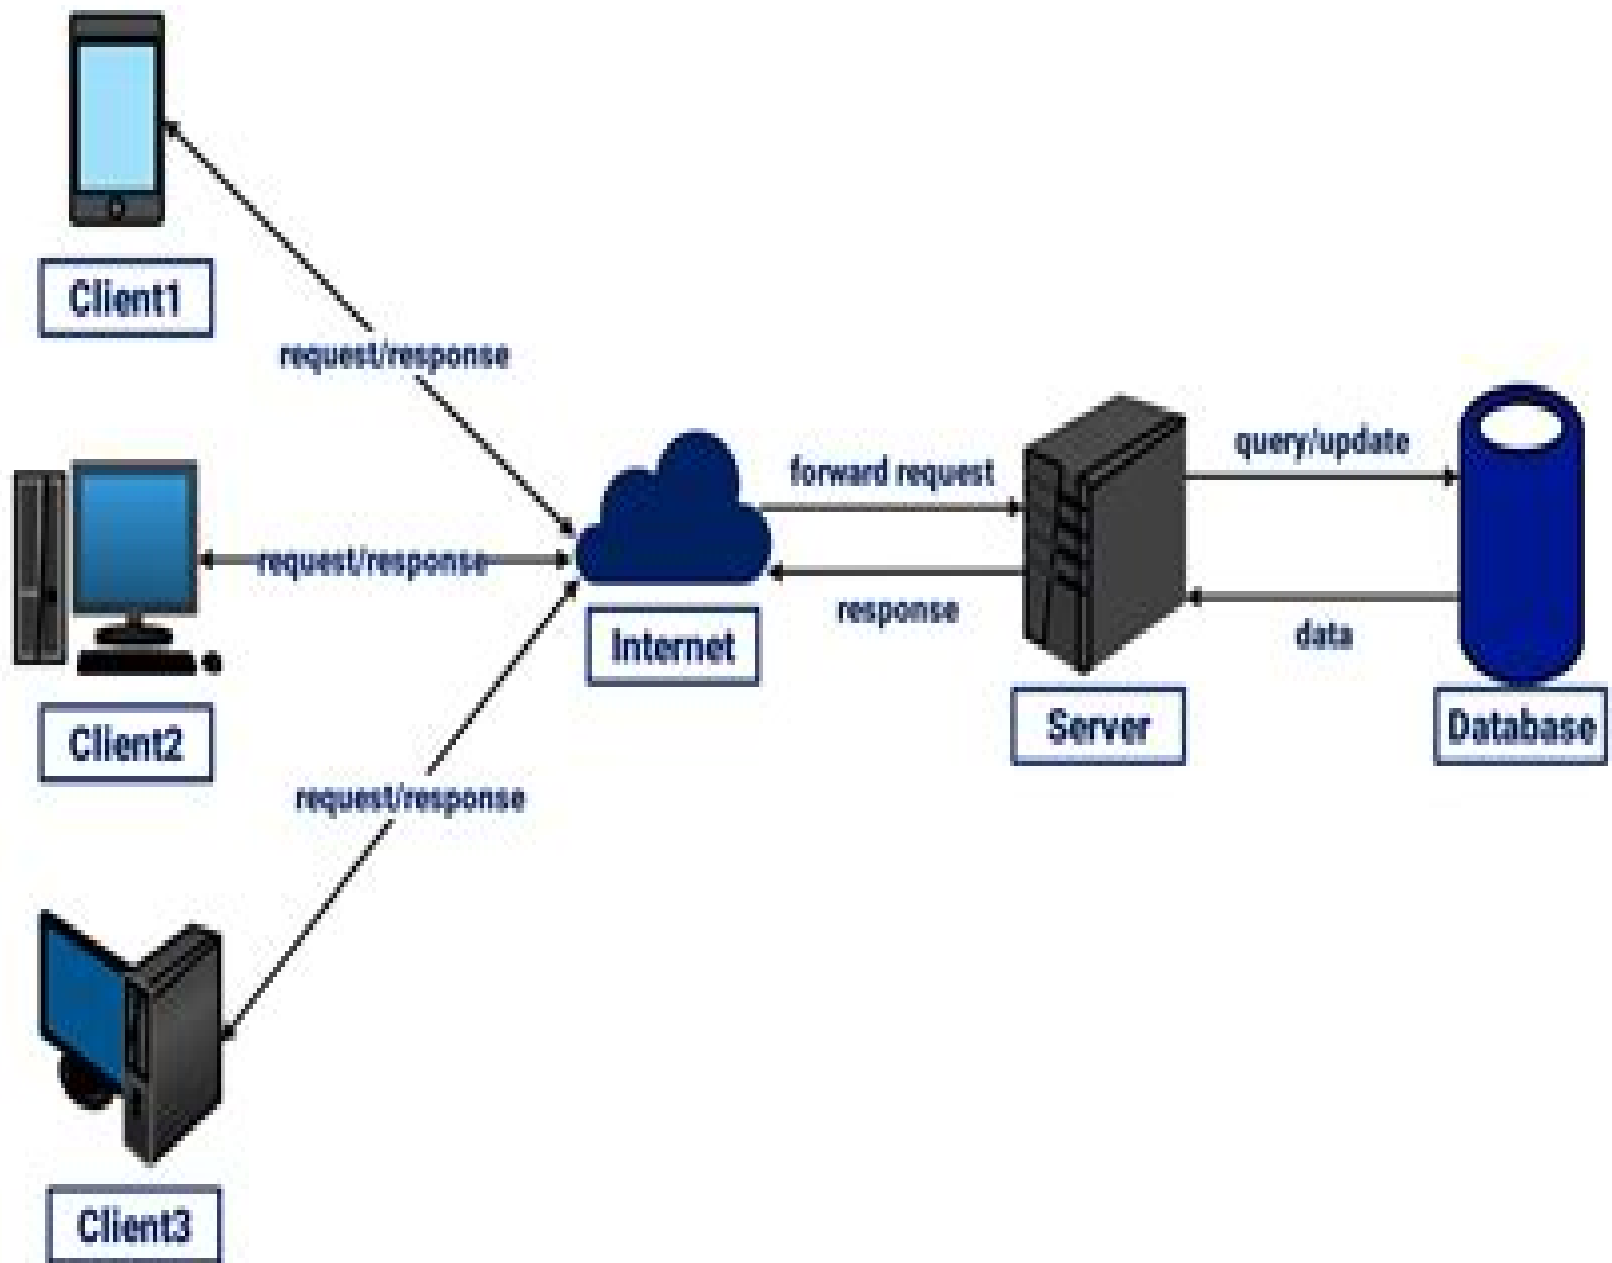 Client1
request/response
Client2
request/response
Client3
request/response
Internet
forward request
response
Server
query/update
data
Database